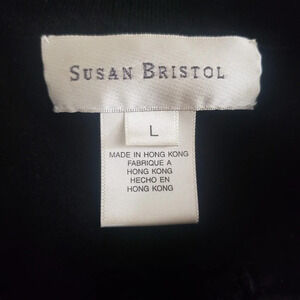 SUSAN BRISTOL
L
MADE IN HONG KONG
FABRIQUE A
HONG KONG
HECHO EN
HONG KONG